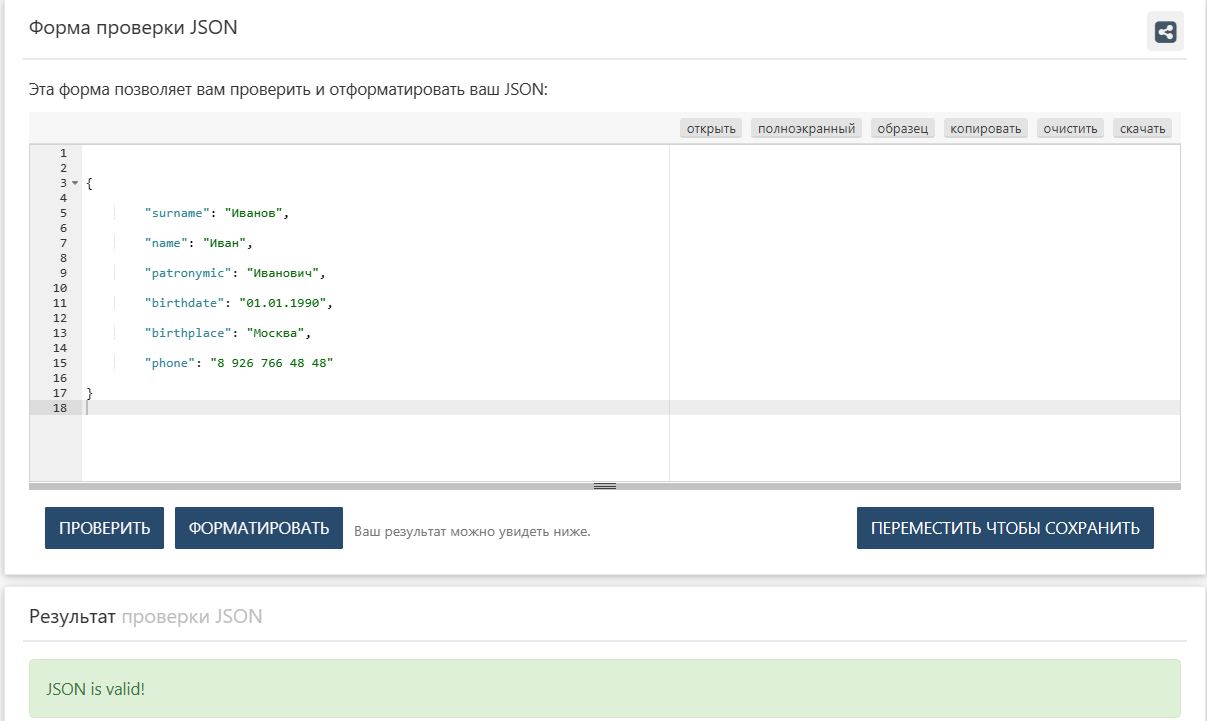 Форма проверки JSON
Эта форма позволяет вам проверить и отформатировать ваш JSON:
открыть полноэкранный образец копировать очистить скачать
1
2
3 {
4
5 "surname": "Иванов",
6
7 "name": "Иван",
8
9 "patronymic": "Иванович",
10
11 "birthdate": "01.01.1990",
12
13 "birthplace": "Москва",
14
15 "phone": "8 926 766 48 48"
16
17 }
18
ПРОВЕРИТЬ ФОРМАТИРОВАТЬ Ваш результат можно увидеть ниже. ПЕРЕМЕСТИТЬ ЧТОБЫ СОХРАНИТЬ
Результат проверки JSON
JSON is valid!